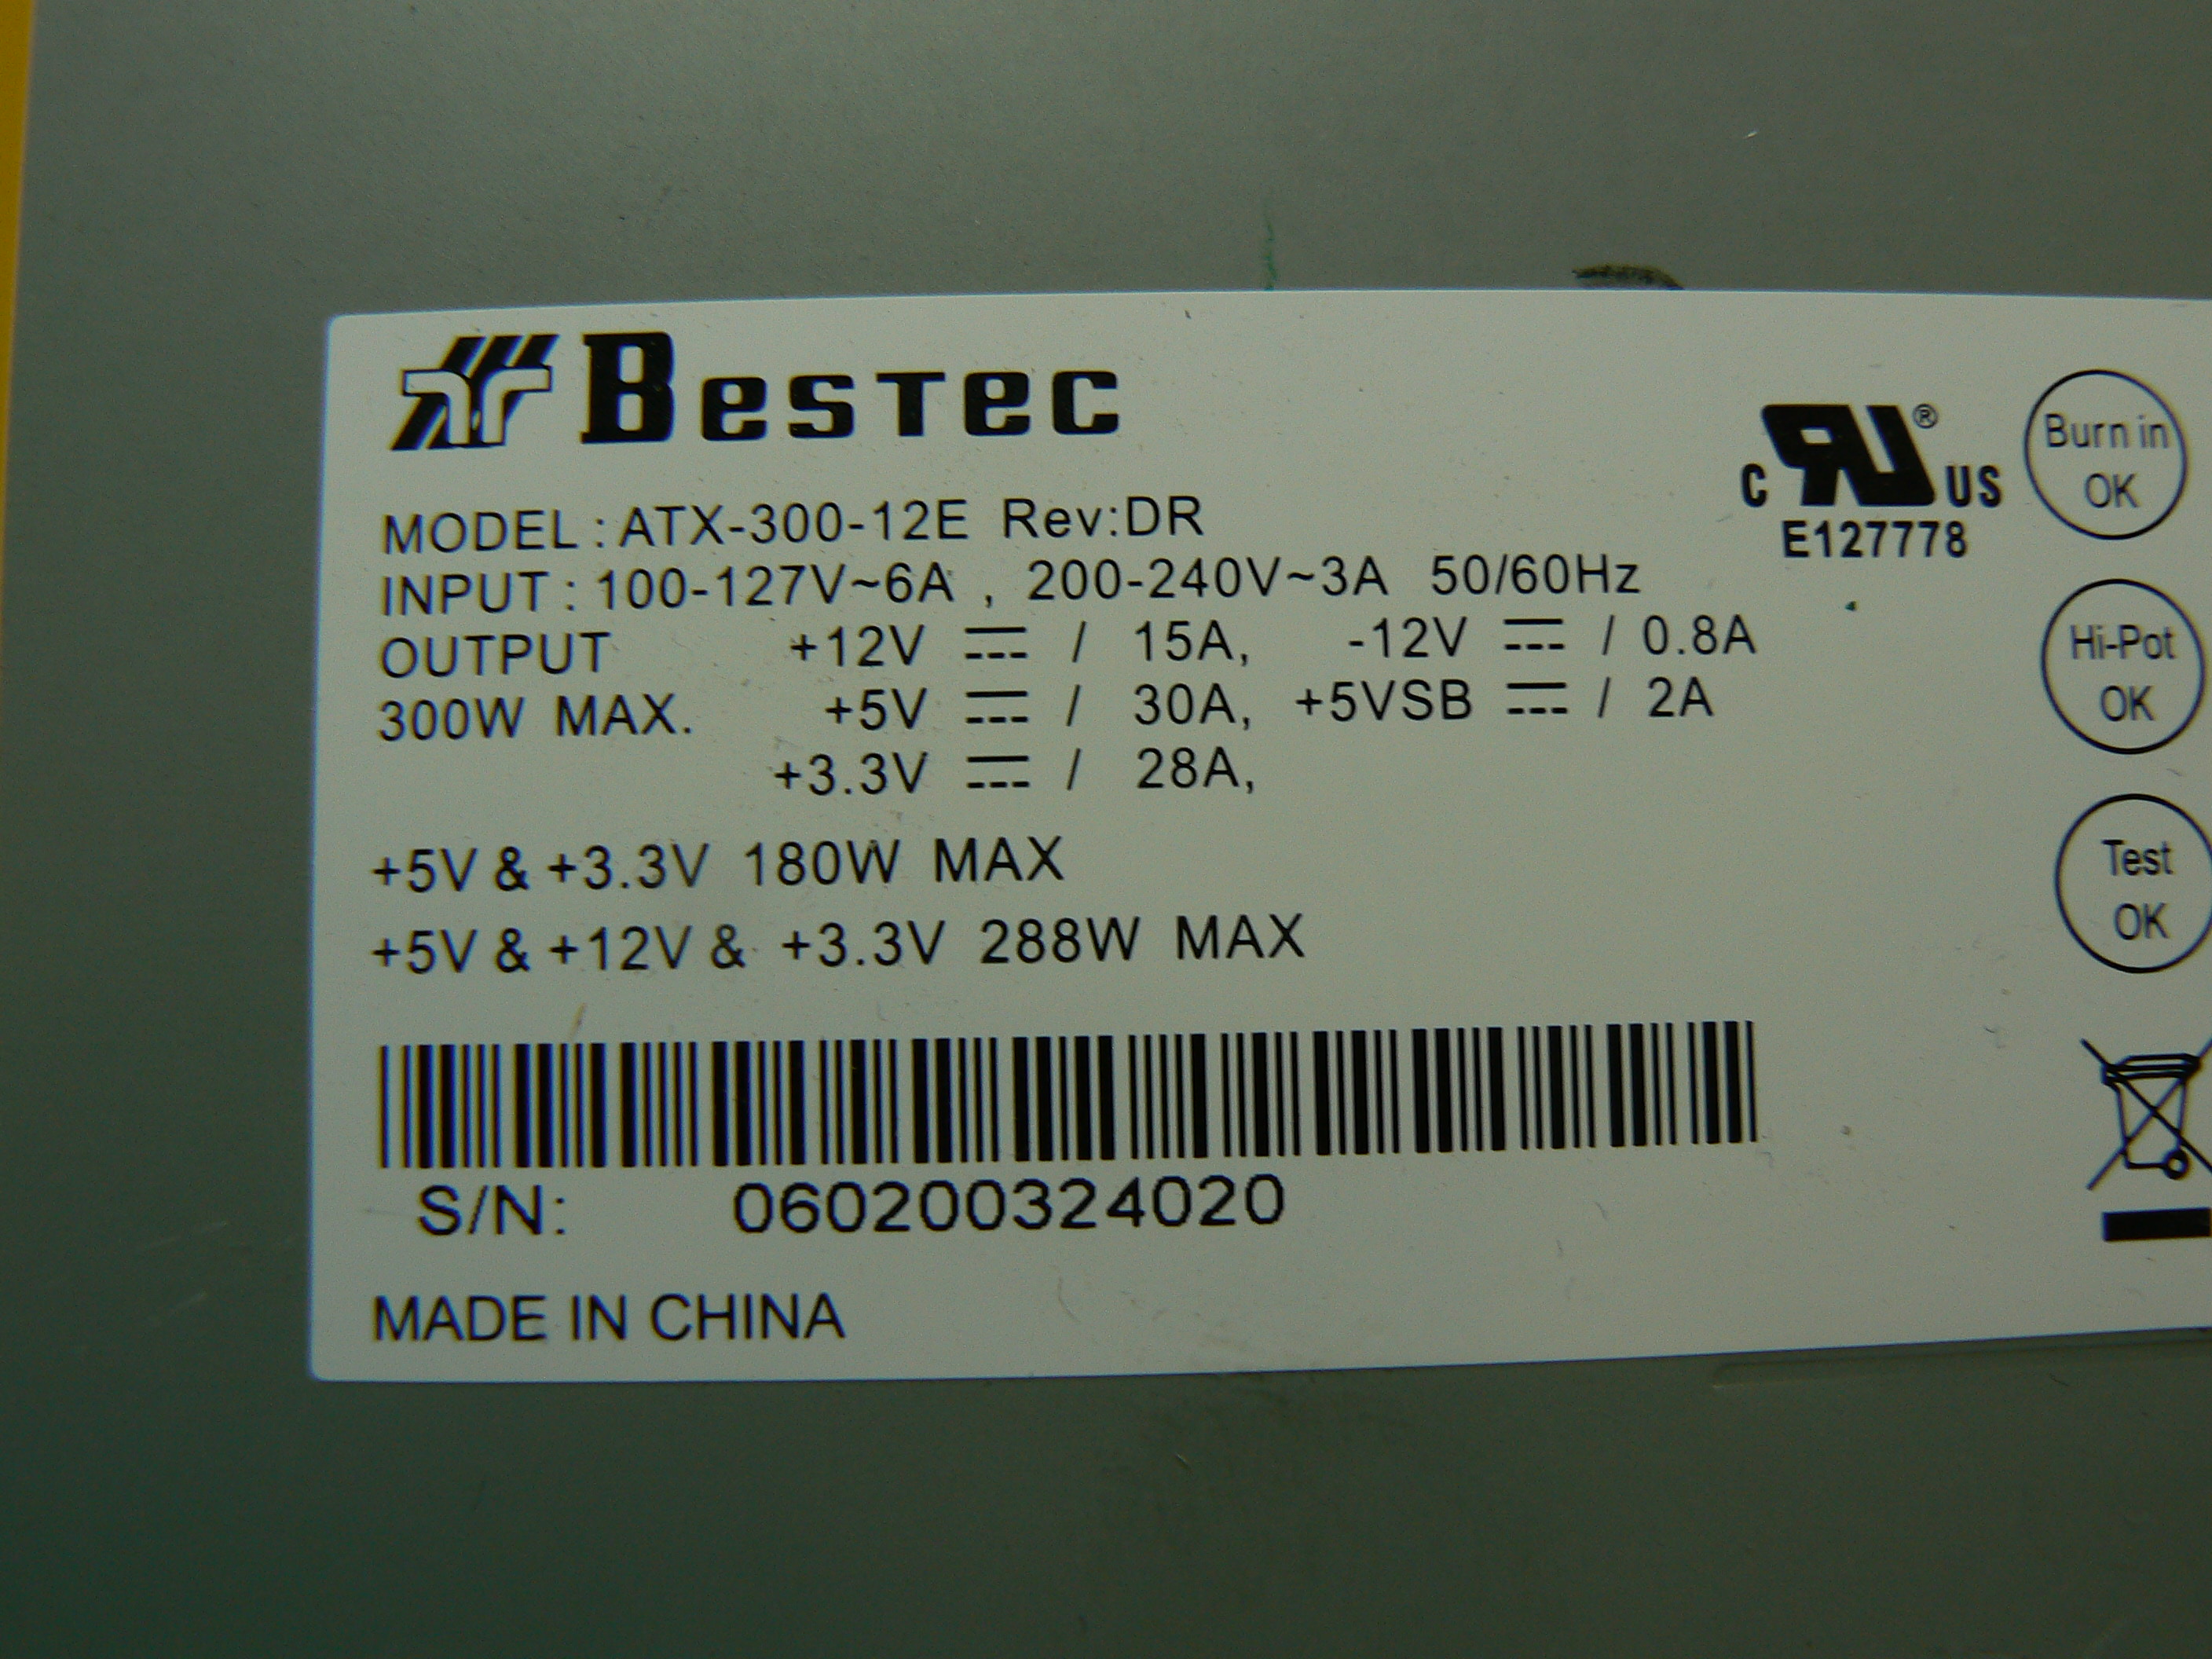 Bestec
MODEL : ATX-300-12E Rev:DR
INPUT : 100-127V~6A , 200-240V~3A 50/60Hz
OUTPUT +12V ⎓ / 15A, -12V ⎓ / 0.8A
300W MAX. +5V ⎓ / 30A, +5VSB ⎓ / 2A
+3.3V ⎓ / 28A,
+5V & +3.3V 180W MAX
+5V & +12V & +3.3V 288W MAX
S/N: 060200324020
MADE IN CHINA
C RU ® US
E127778
Burn in
OK
Hi-Pot
OK
Test
OK